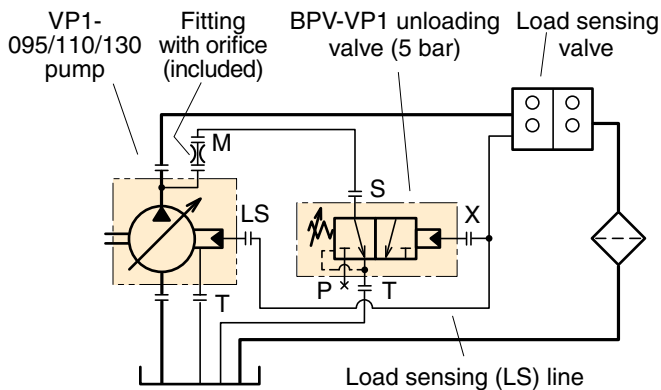 VP1-
095/110/130
pump
Fitting
with orifice
(included)
BPV-VP1 unloading
valve (5 bar)
Load sensing
valve
M
S
LS
X
T
P
T
Load sensing (LS) line